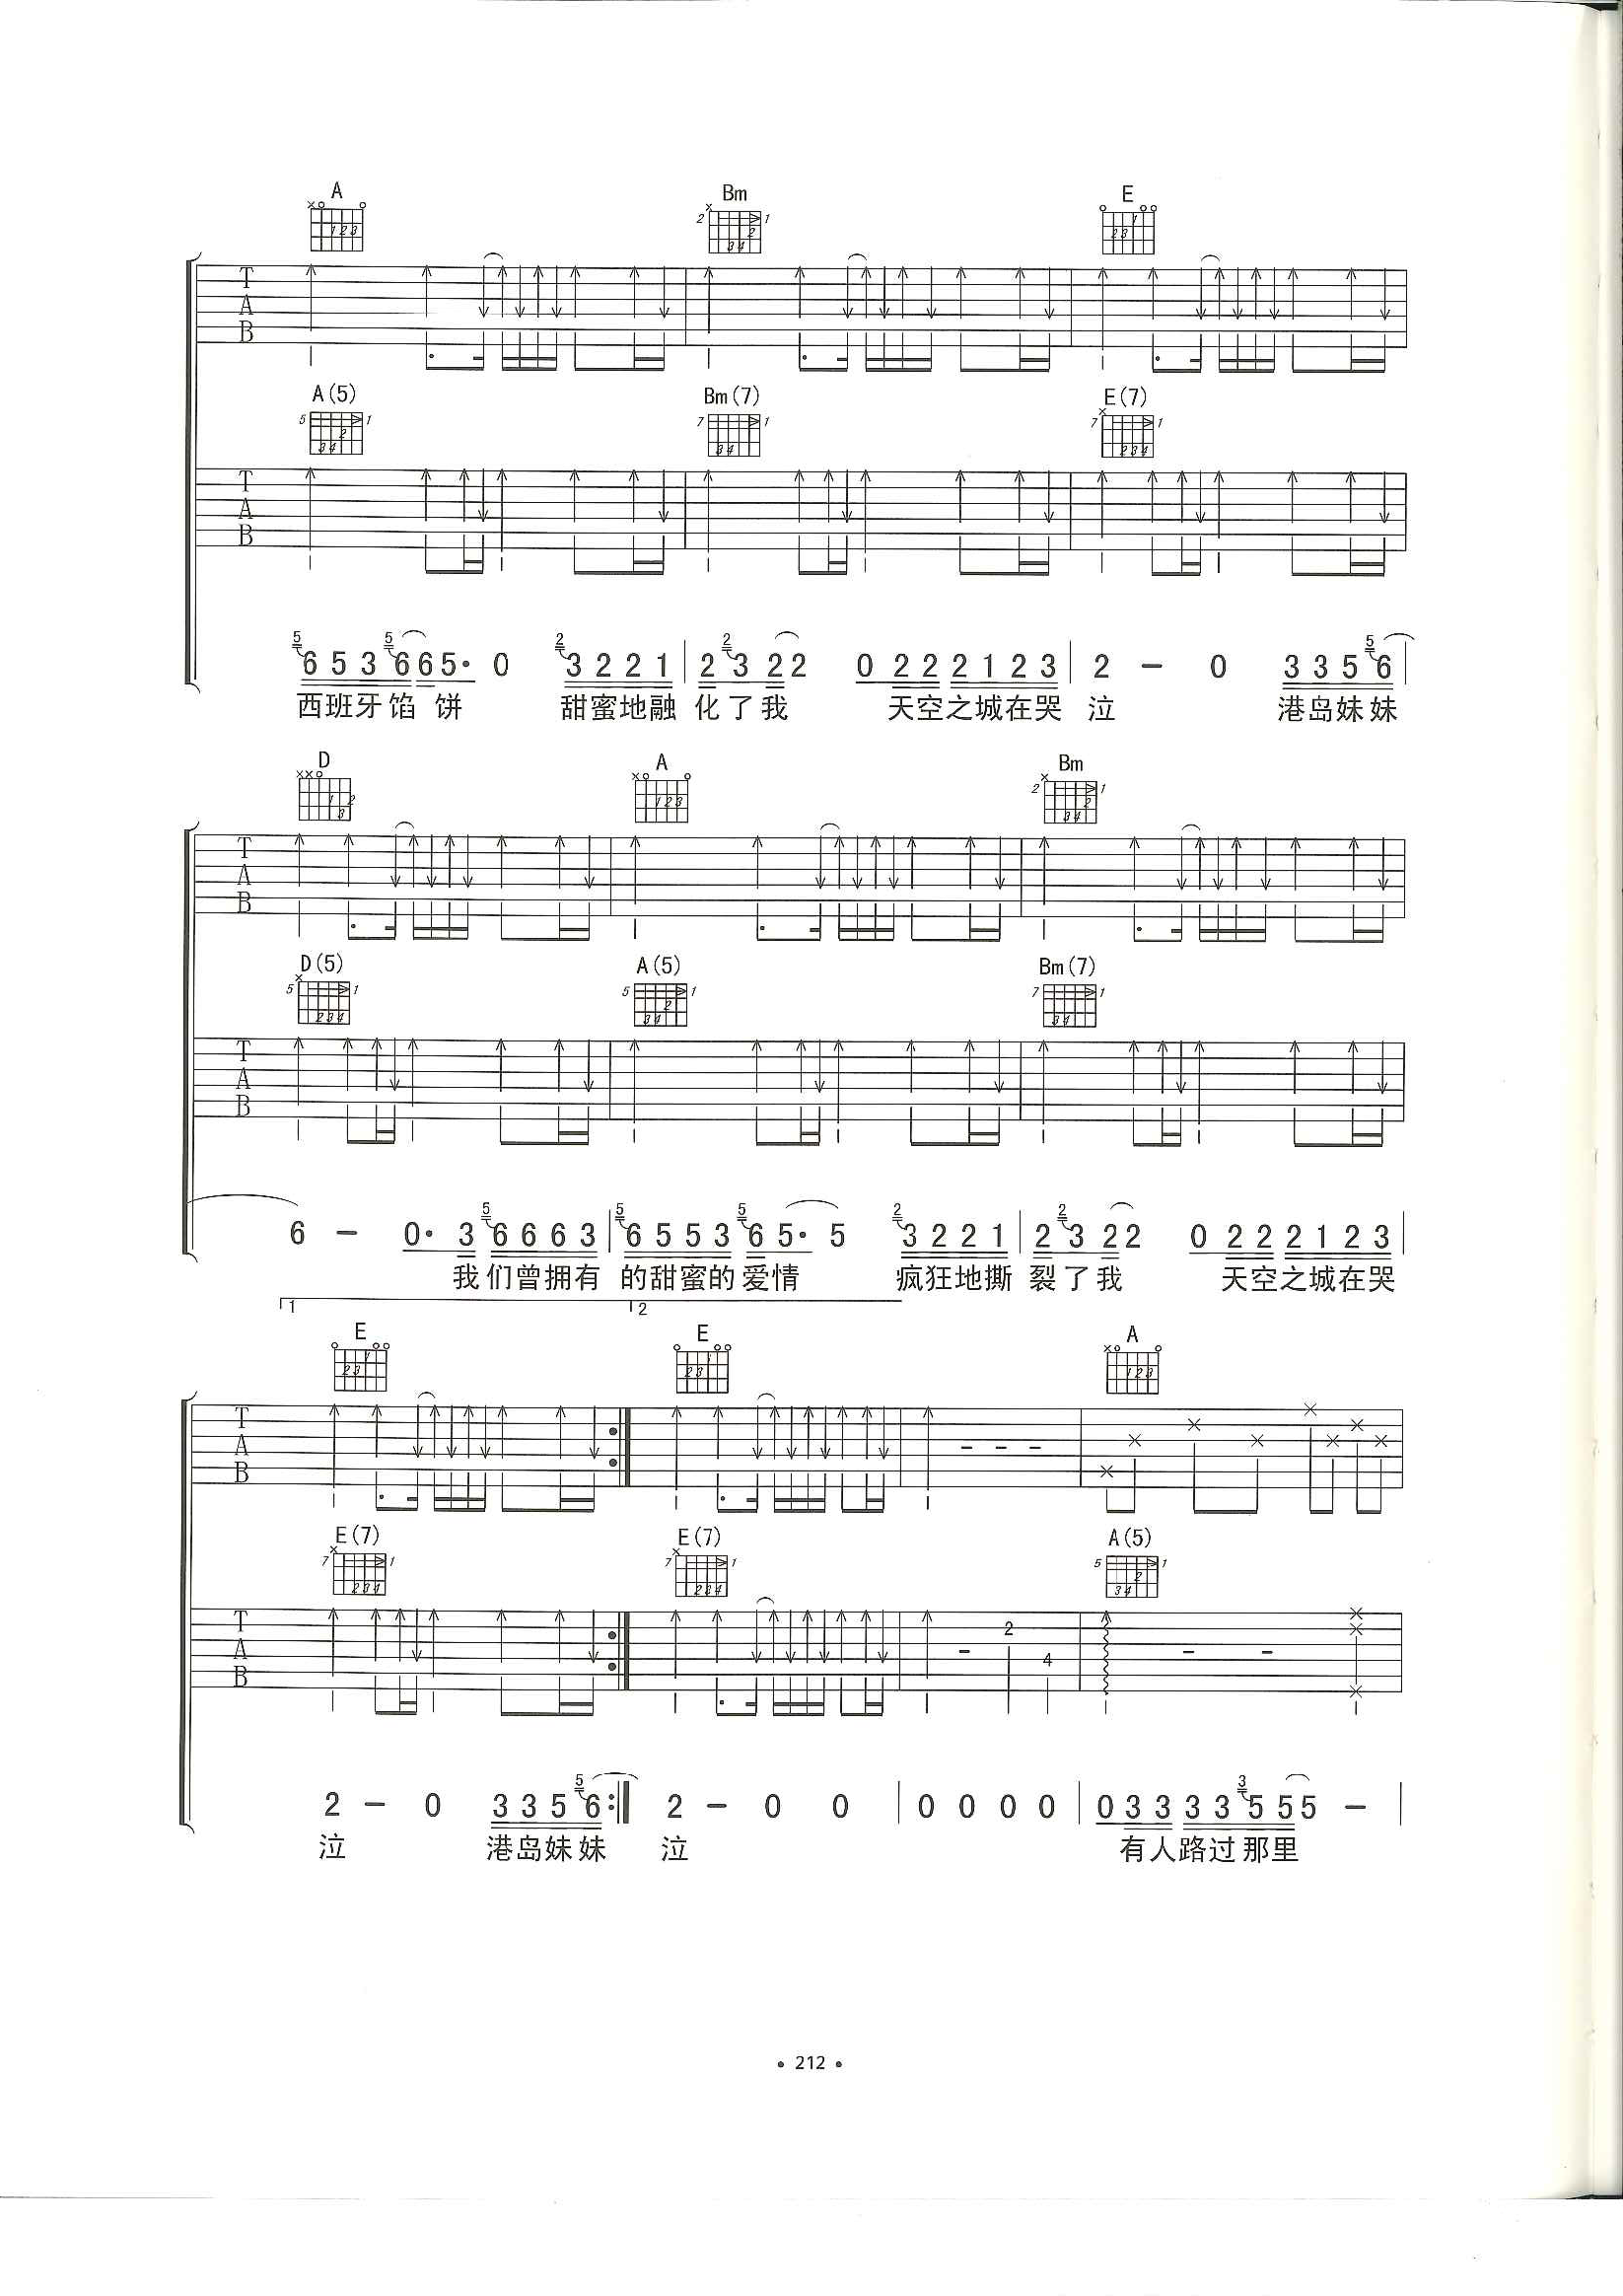 A Bm E
T A B
A(5) Bm(7) E(7)
T A B
6 5 3 6 6 5· 0 3 2 2 1 | 2 3 2 2 0 2 2 2 1 2 3 | 2 - 0 3 3 5 6 |
西班牙馅 饼 甜蜜地融 化了我 天空之城在哭 泣 港岛妹妹
D A Bm
T A B
D(5) A(5) Bm(7)
T A B
6 - 0· 3 6 6 6 3 | 6 5 5 3 6 5· 5 3 2 2 1 | 2 3 2 2 0 2 2 2 1 2 3 |
我们曾拥有 的甜蜜的爱情 疯狂地撕 裂了我 天空之城在哭
1 2
E E A
T A B
E(7) E(7) A(5)
T A B
2 4
2 - 0 3 3 5 6 :‖ 2 - 0 0 | 0 0 0 0 | 0 3 3 3 3 5 5 5 - |
泣 港岛妹妹 泣 有人路过那里
• 212 •